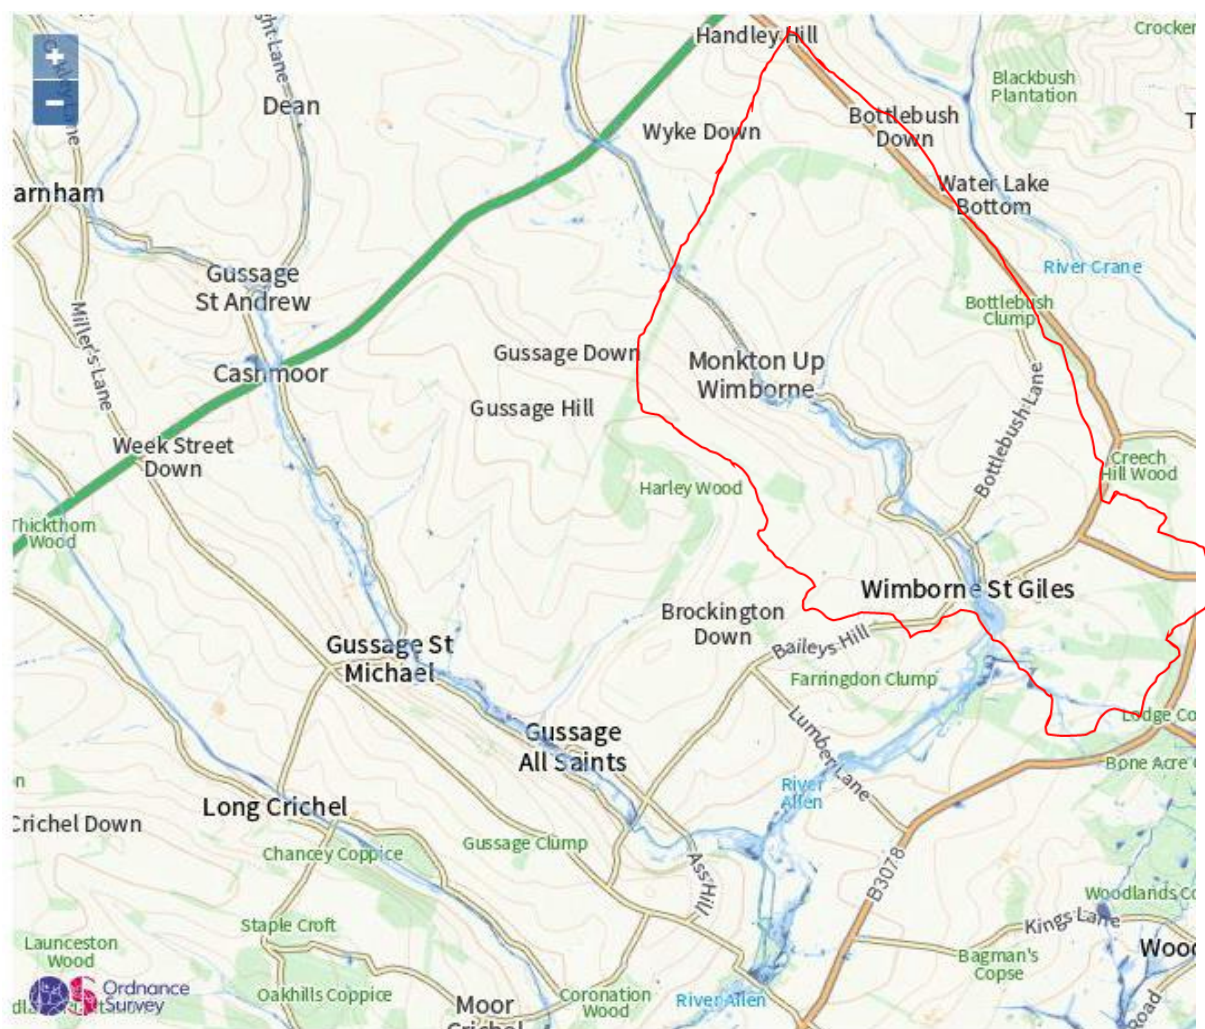 +
−
Handley Hill
Crocker
Blackbush
Plantation
Dean
Bottlebush
Down
Wyke Down
Water Lake
Bottom
arnham
Gussage
St Andrew
River Crane
Bottlebush
Clump
Miller's Lane
Gussage Down
Monkton Up
Wimborne
Cashmoor
Gussage Hill
Bottlebush Lane
Week Street
Down
Creech
Hill Wood
Harley Wood
Thickthorn
Wood
Wimborne St Giles
Brockington
Down
Baileys Hill
Gussage St
Michael
Farringdon Clump
Lodge Co
Lumber Lane
Gussage
All Saints
Bone Acre
River
Allen
Long Crichel
Crichel Down
Chancey Coppice
Gussage Clump
Ass Hill
B3078
Woodlands Co
Staple Croft
Kings Lane
Launceston
Wood
Bagman's
Copse
Wood
Ordnance
Survey
Oakhills Coppice
Moor
Crichel
Coronation
Wood
River Allen
Road